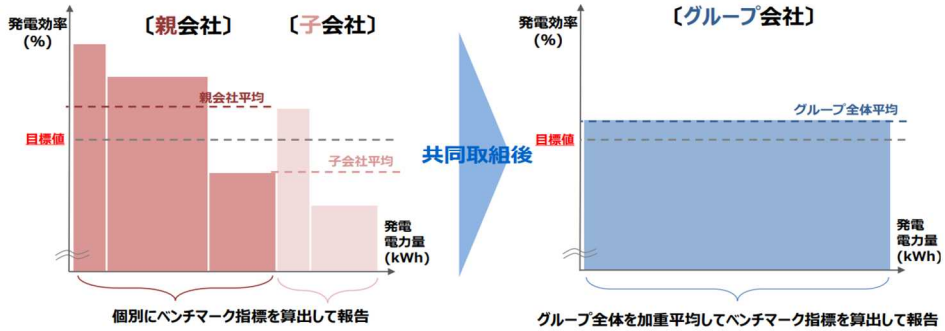 発電効率
(%)
〔親会社〕
〔子会社〕
親会社平均
目標値
子会社平均
発電
電力量
(kWh)
個別にベンチマーク指標を算出して報告
共同取組後
発電効率
(%)
〔グループ会社〕
グループ全体平均
目標値
発電
電力量
(kWh)
グループ全体を加重平均してベンチマーク指標を算出して報告